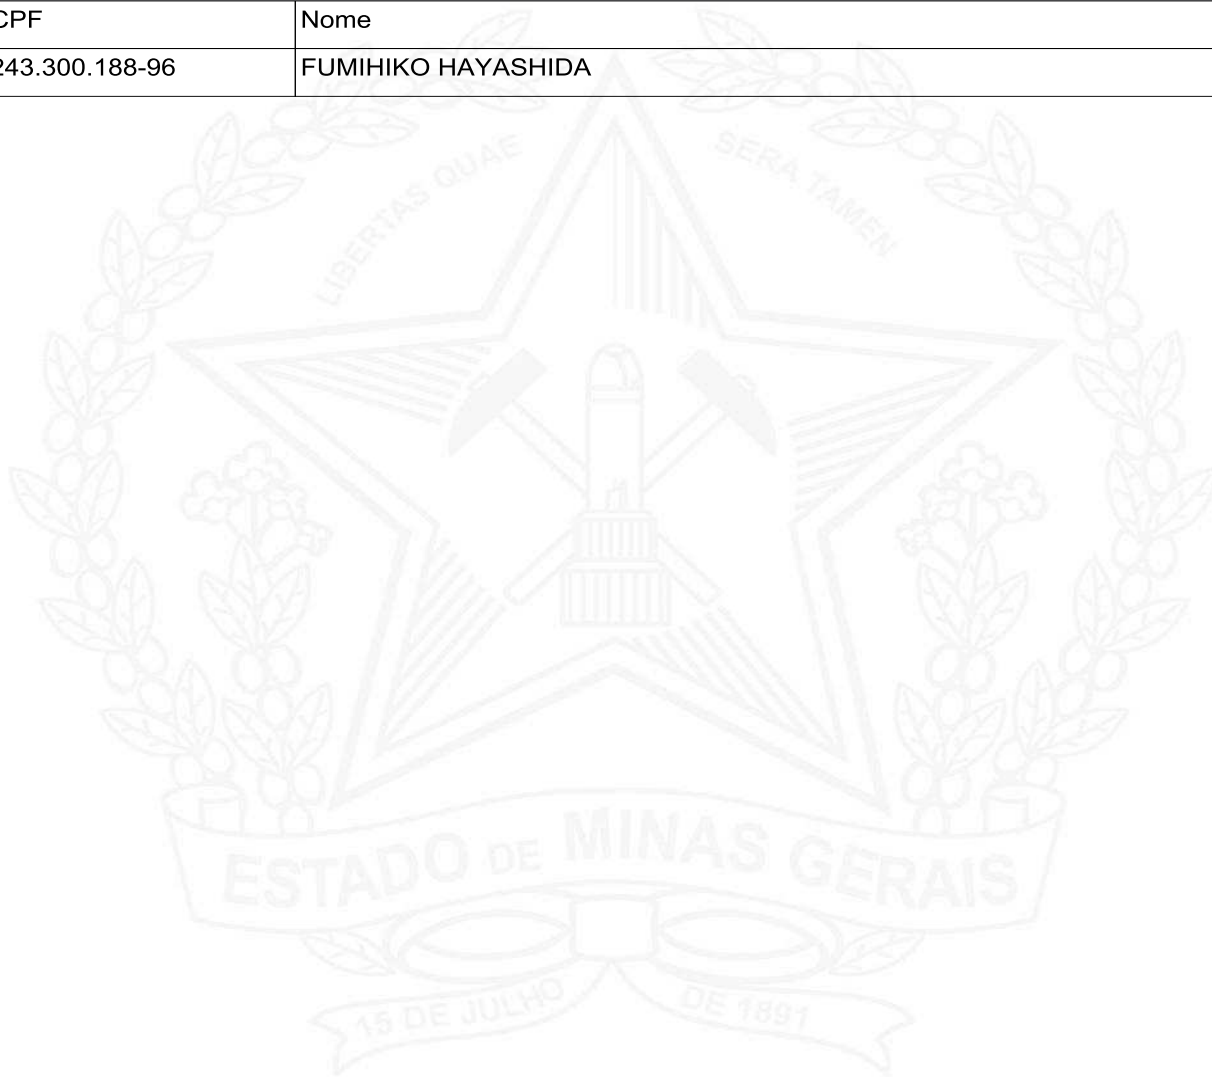 CPF Nome
243.300.188-96 FUMIHIKO HAYASHIDA
LIBERTAS QUAE SERA TAMEN
ESTADO DE MINAS GERAIS
15 DE JULHO DE 1891